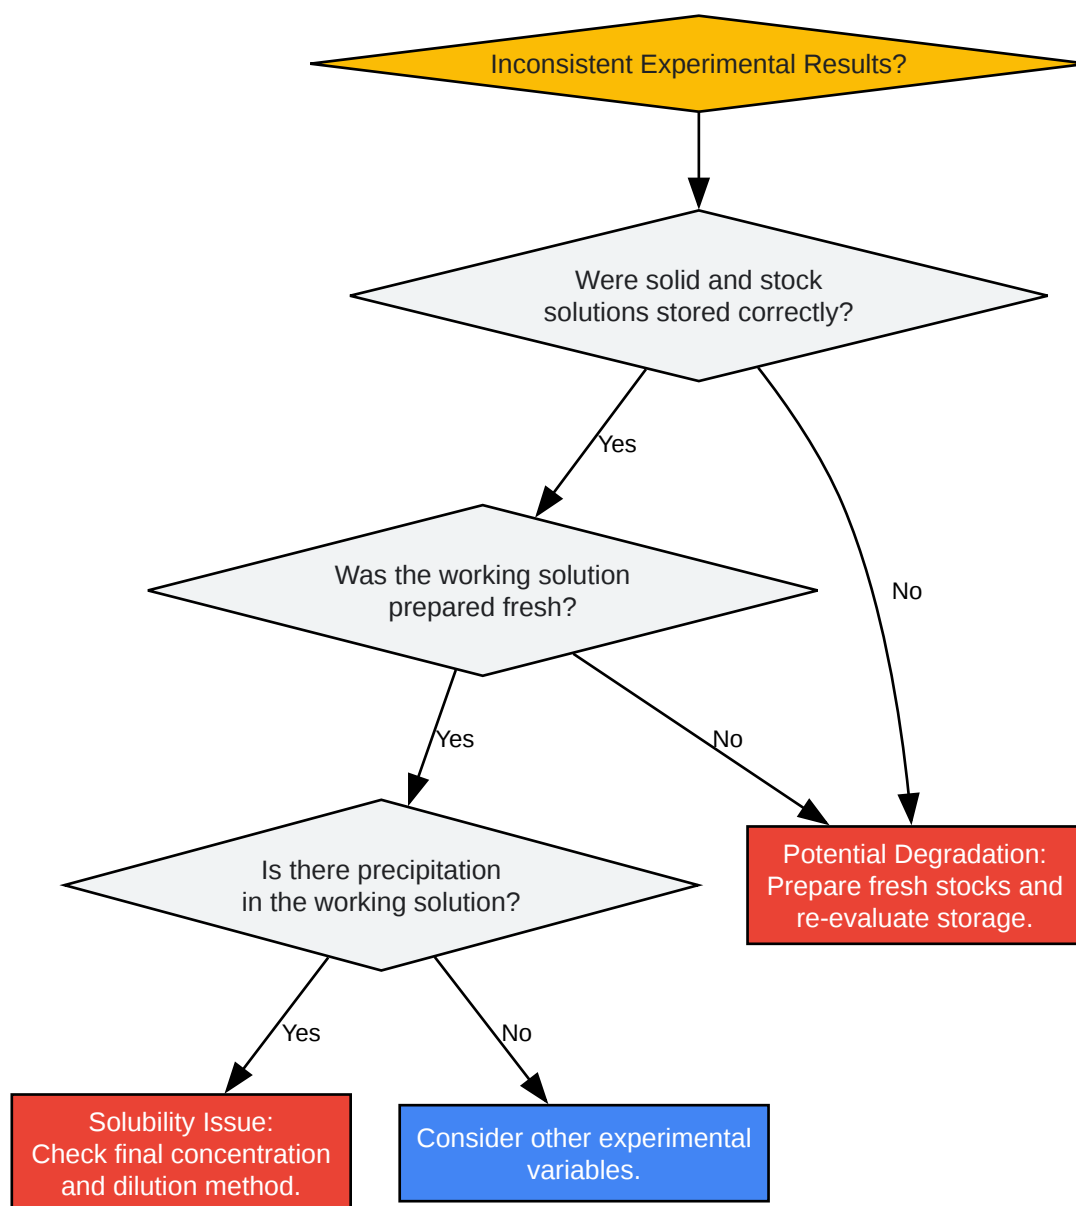 Inconsistent Experimental Results?
Were solid and stock
solutions stored correctly?
Yes
No
Was the working solution
prepared fresh?
Yes
No
Is there precipitation
in the working solution?
Potential Degradation:
Prepare fresh stocks and
re-evaluate storage.
Yes
No
Solubility Issue:
Check final concentration
and dilution method.
Consider other experimental
variables.